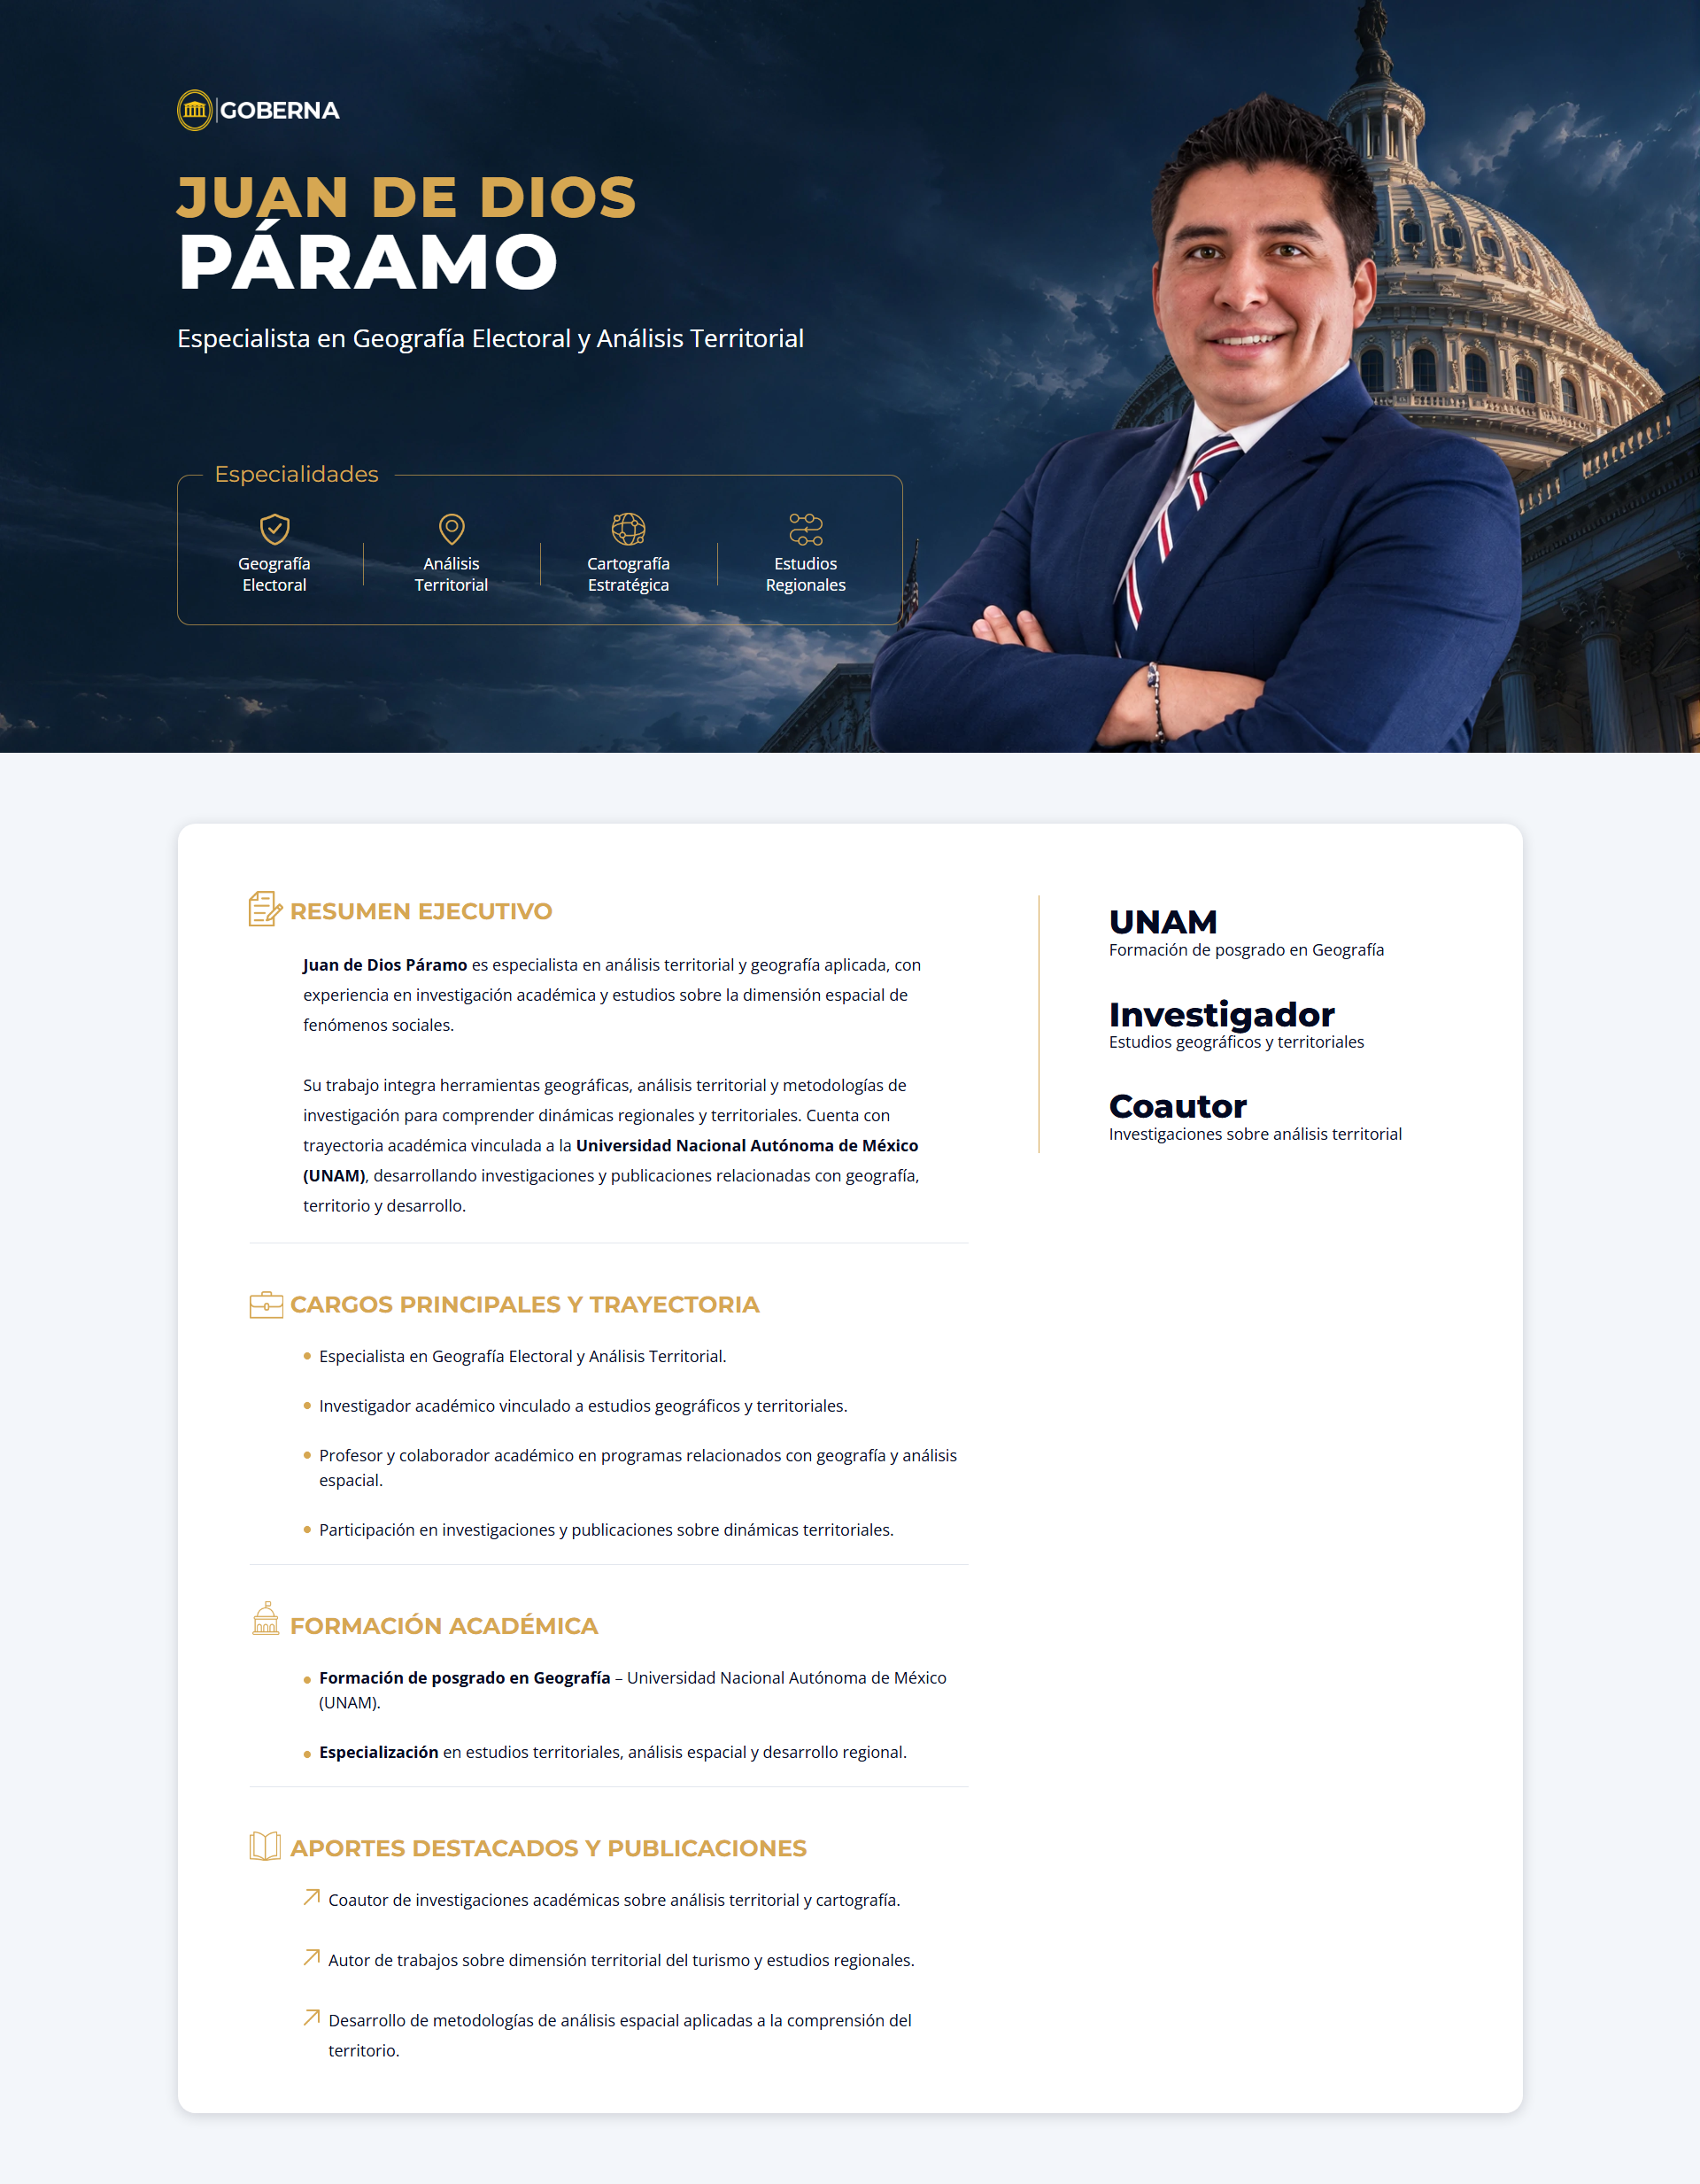 GOBERNA
JUAN DE DIOS
PÁRAMO
Especialista en Geografía Electoral y Análisis Territorial
Especialidades
Geografía
Electoral
Análisis
Territorial
Cartografía
Estratégica
Estudios
Regionales
RESUMEN EJECUTIVO
Juan de Dios Páramo es especialista en análisis territorial y geografía aplicada, con
experiencia en investigación académica y estudios sobre la dimensión espacial de
fenómenos sociales.
Su trabajo integra herramientas geográficas, análisis territorial y metodologías de
investigación para comprender dinámicas regionales y territoriales. Cuenta con
trayectoria académica vinculada a la Universidad Nacional Autónoma de México
(UNAM), desarrollando investigaciones y publicaciones relacionadas con geografía,
territorio y desarrollo.
UNAM
Formación de posgrado en Geografía
Investigador
Estudios geográficos y territoriales
Coautor
Investigaciones sobre análisis territorial
CARGOS PRINCIPALES Y TRAYECTORIA
Especialista en Geografía Electoral y Análisis Territorial.
Investigador académico vinculado a estudios geográficos y territoriales.
Profesor y colaborador académico en programas relacionados con geografía y análisis
espacial.
Participación en investigaciones y publicaciones sobre dinámicas territoriales.
FORMACIÓN ACADÉMICA
Formación de posgrado en Geografía – Universidad Nacional Autónoma de México
(UNAM).
Especialización en estudios territoriales, análisis espacial y desarrollo regional.
APORTES DESTACADOS Y PUBLICACIONES
Coautor de investigaciones académicas sobre análisis territorial y cartografía.
Autor de trabajos sobre dimensión territorial del turismo y estudios regionales.
Desarrollo de metodologías de análisis espacial aplicadas a la comprensión del
territorio.